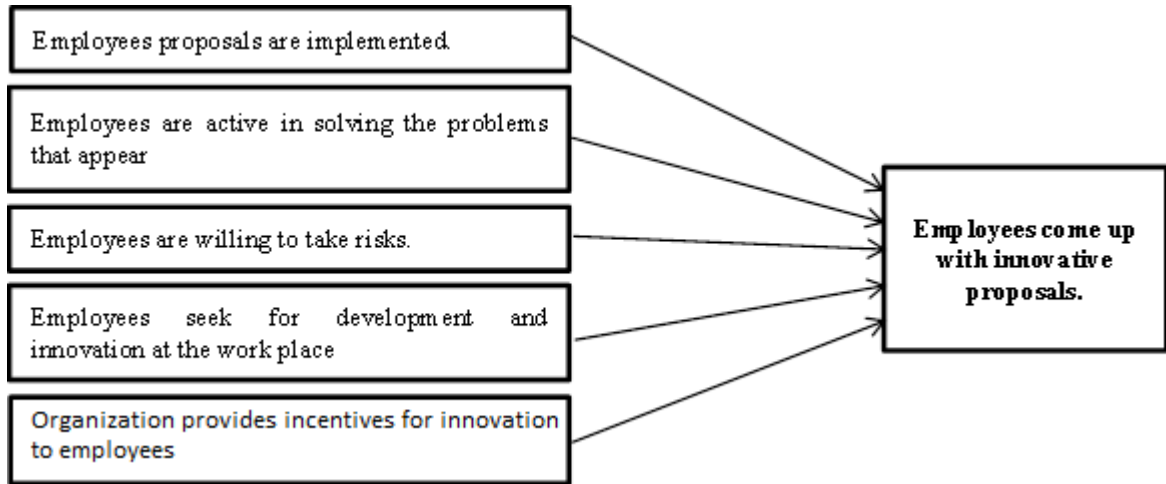 Employees proposals are implemented.
Employees are active in solving the problems
that appear
Employees are willing to take risks.
Employees seek for development and
innovation at the work place
Organization provides incentives for innovation
to employees
Employees come up
with innovative
proposals.